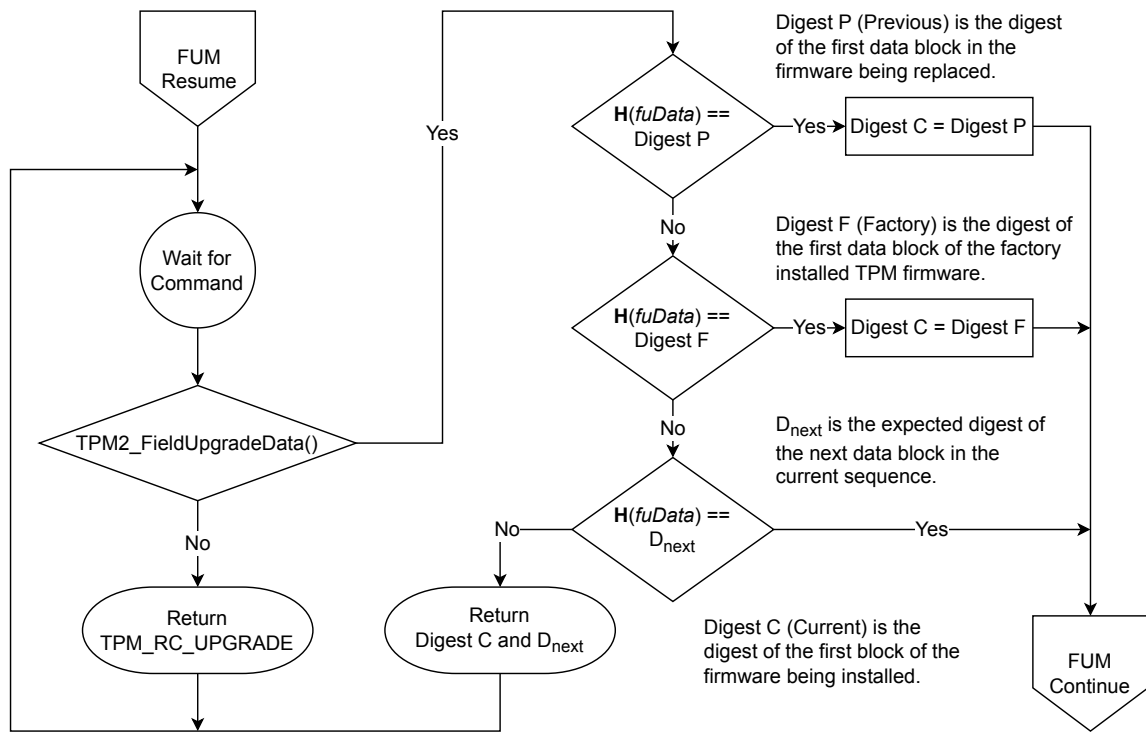 FUM
Resume
Wait for
Command
TPM2_FieldUpgradeData()
Yes
No
Return
TPM_RC_UPGRADE
Digest P (Previous) is the digest
of the first data block in the
firmware being replaced.
H(fuData) ==
Digest P
Yes
Digest C = Digest P
No
Digest F (Factory) is the digest of
the first data block of the factory
installed TPM firmware.
H(fuData) ==
Digest F
Yes
Digest C = Digest F
No
Dnext is the expected digest of
the next data block in the
current sequence.
H(fuData) ==
Dnext
No
Yes
Return
Digest C and Dnext
Digest C (Current) is the
digest of the first block of the
firmware being installed.
FUM
Continue